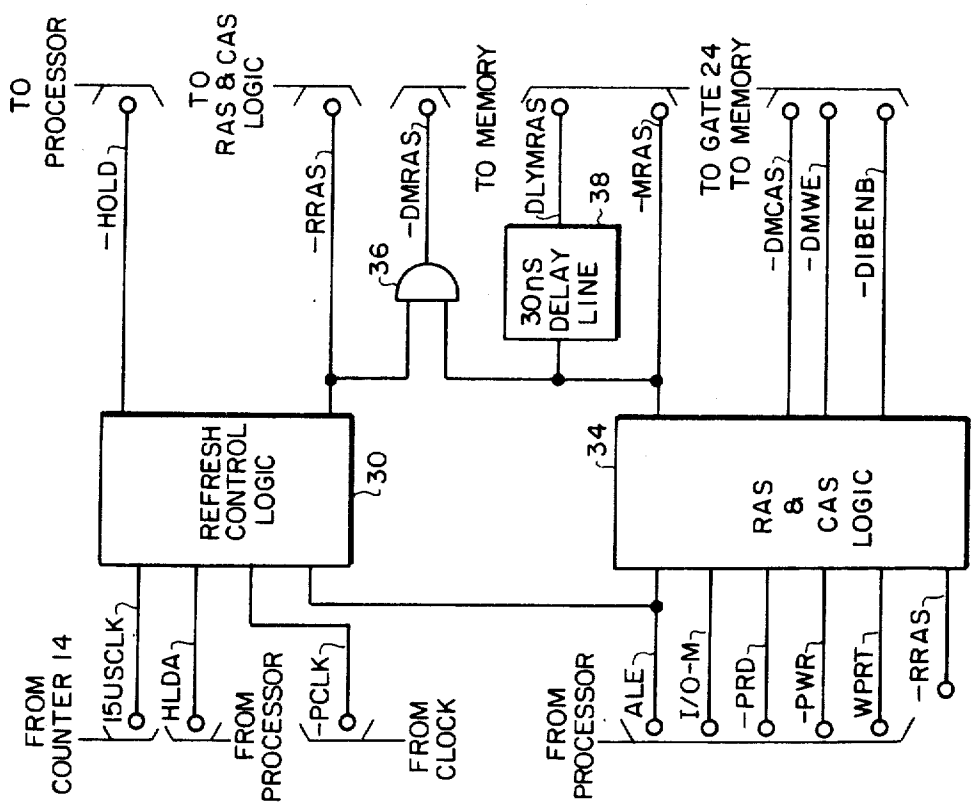 FROM
COUNTER 14
15USCLK
HLDA
FROM
PROCESSOR
-PCLK
FROM
CLOCK
REFRESH
CONTROL
LOGIC
30
TO
PROCESSOR
-HOLD
TO
RAS & CAS
LOGIC
-RRAS
36
-DMRAS
TO MEMORY
30nS
DELAY
LINE
38
DLYMRAS
-MRAS
TO GATE 24
TO MEMORY
-DMCAS
-DMWE
-DIBENB
FROM
PROCESSOR
ALE
I/O-M
-PRD
-PWR
WPRT
-RRAS
34
RAS
&
CAS
LOGIC